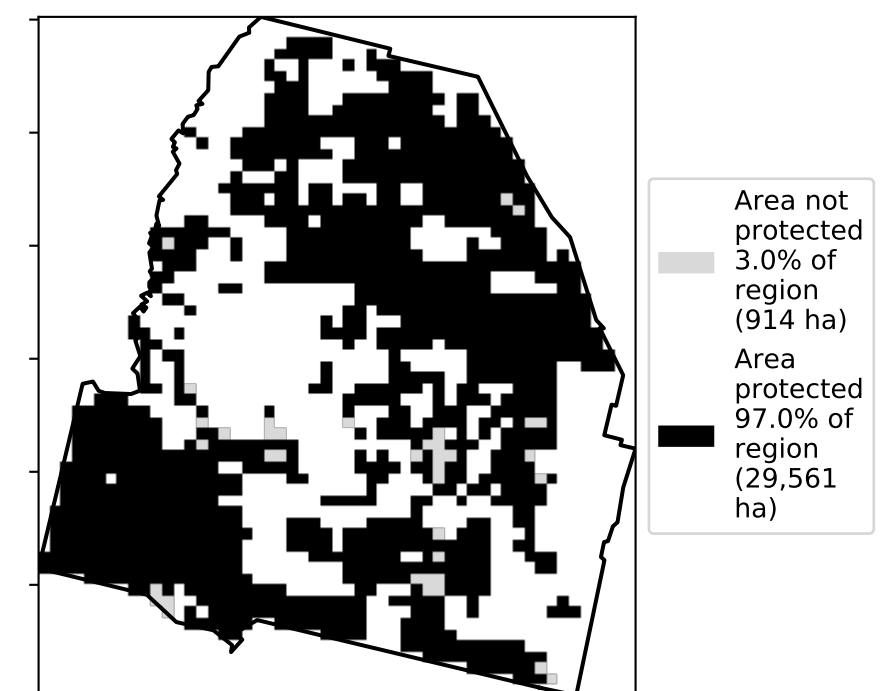 Area not
protected
3.0% of
region
(914 ha)
Area
protected
97.0% of
region
(29,561
ha)